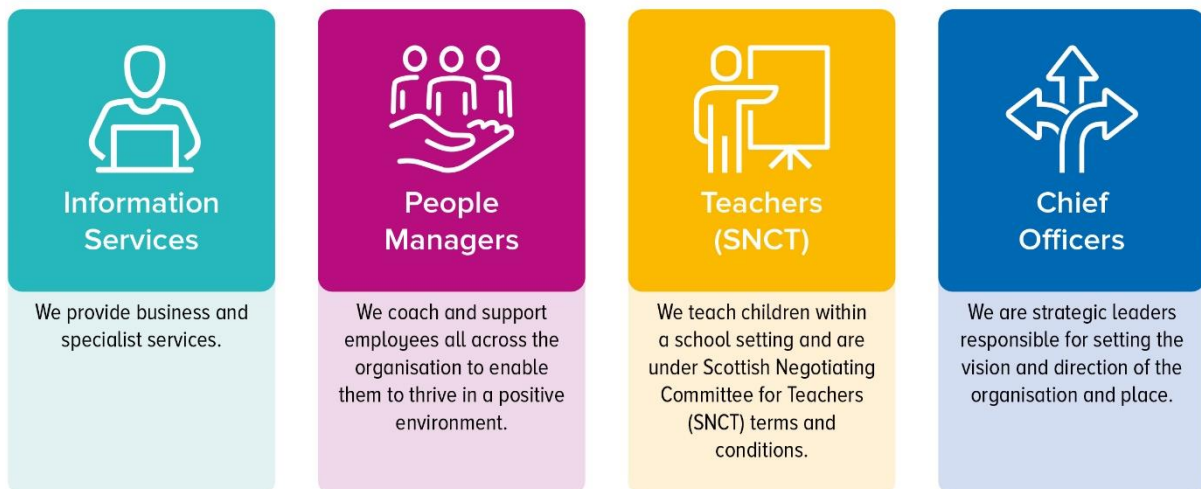 Information
Services
We provide business and
specialist services.
People
Managers
We coach and support
employees all across the
organisation to enable
them to thrive in a positive
environment.
Teachers
(SNCT)
We teach children within
a school setting and are
under Scottish Negotiating
Committee for Teachers
(SNCT) terms and
conditions.
Chief
Officers
We are strategic leaders
responsible for setting the
vision and direction of the
organisation and place.